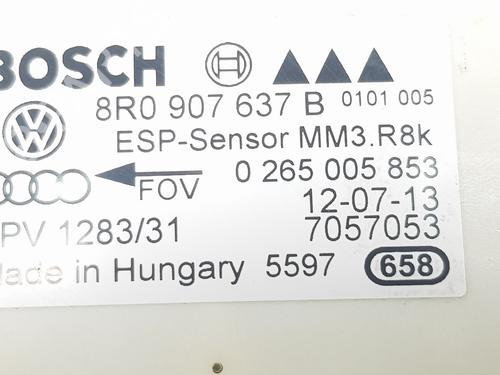 BOSCH
8R0 907 637 B 0101 005
ESP-Sensor MM3.R8k
FOV 0 265 005 853
12-07-13
PV 1283/31 7057053
Made in Hungary 5597 658